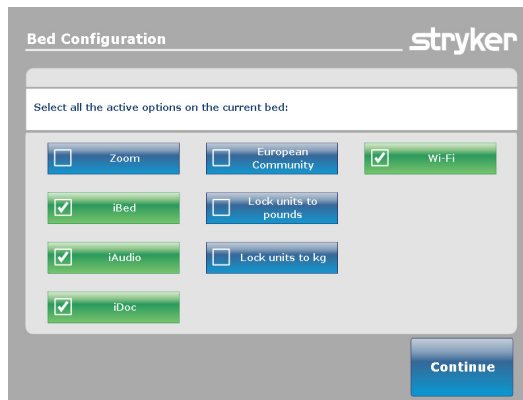 Bed Configuration
stryker
Select all the active options on the current bed:
Zoom
European
Community
Wi-Fi
iBed
Lock units to
pounds
iAudio
Lock units to kg
iDoc
Continue